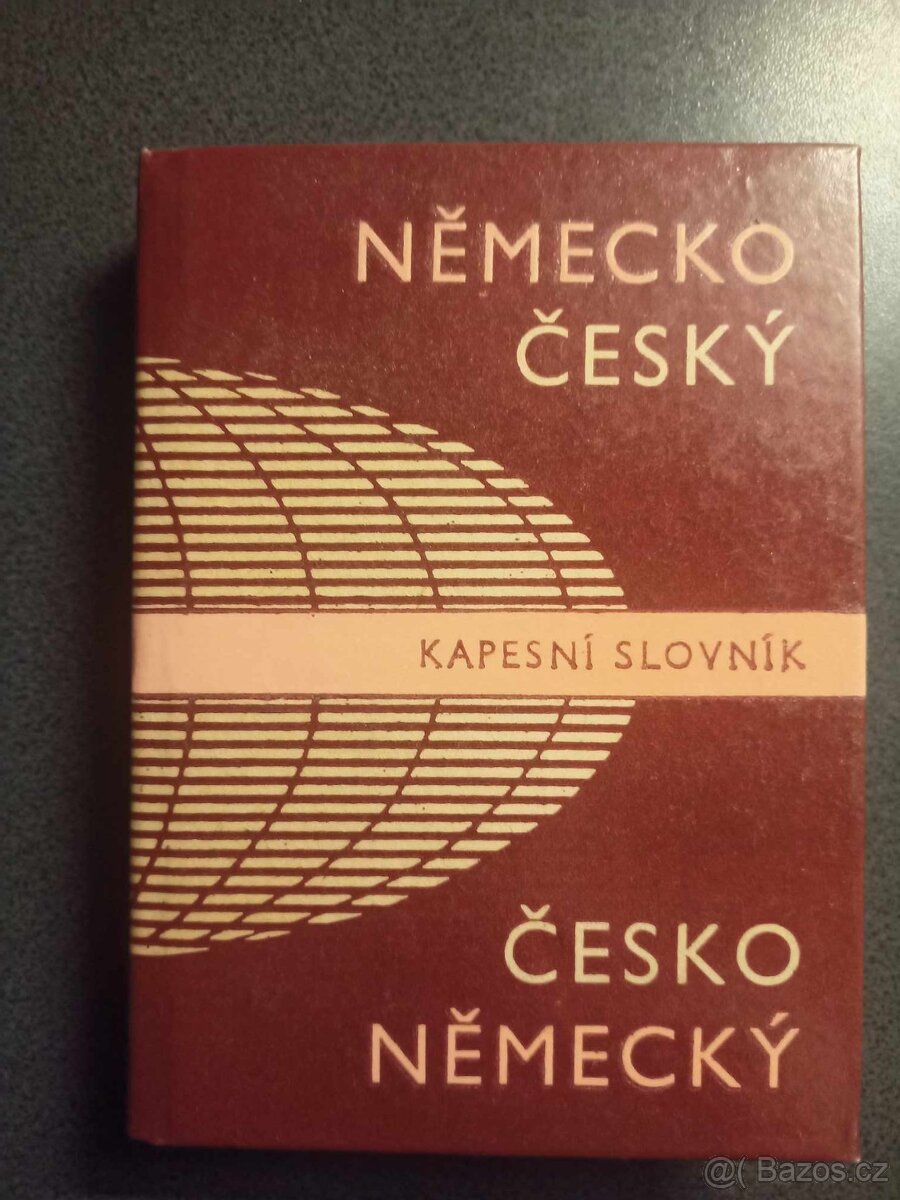 NĚMECKO
ČESKÝ
KAPESNÍ SLOVNÍK
ČESKO
NĚMECKÝ
@( Bazos.cz